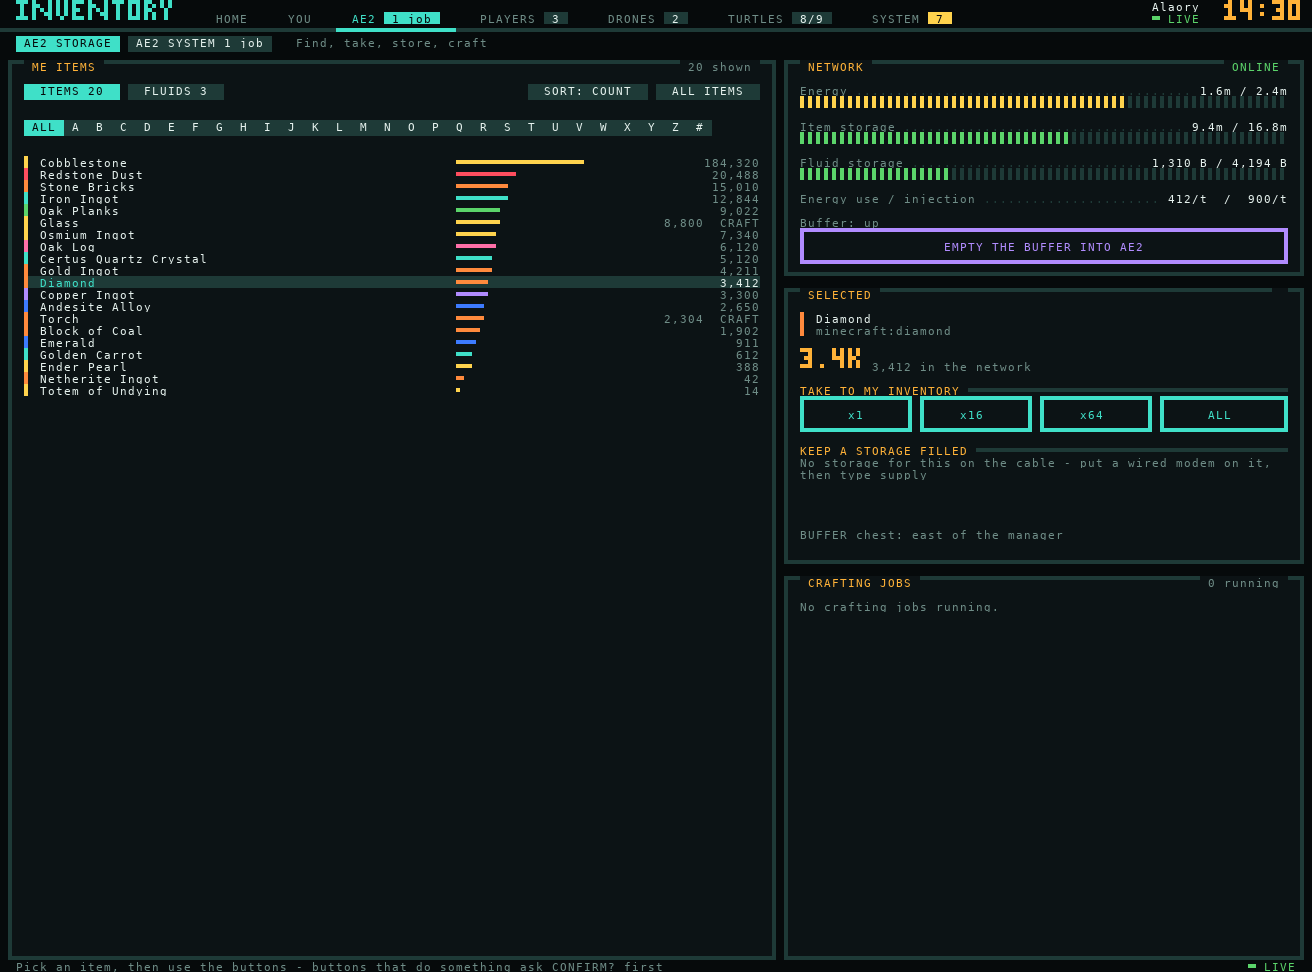 INVENTORY HOME YOU AE2 1 job PLAYERS 3 DRONES 2 TURTLES 8/9 SYSTEM 7 Alaory LIVE 14:30
AE2 STORAGE AE2 SYSTEM 1 job Find, take, store, craft
ME ITEMS 20 shown
ITEMS 20 FLUIDS 3 SORT: COUNT ALL ITEMS
ALL A B C D E F G H I J K L M N O P Q R S T U V W X Y Z #
Cobblestone 184,320
Redstone Dust 20,488
Stone Bricks 15,010
Iron Ingot 12,844
Oak Planks 9,022
Glass 8,800 CRAFT
Osmium Ingot 7,340
Oak Log 6,120
Certus Quartz Crystal 5,120
Gold Ingot 4,211
Diamond 3,412
Copper Ingot 3,300
Andesite Alloy 2,650
Torch 2,304 CRAFT
Block of Coal 1,902
Emerald 911
Golden Carrot 612
Ender Pearl 388
Netherite Ingot 42
Totem of Undying 14
NETWORK ONLINE
Energy 1.6m / 2.4m
Item storage 9.4m / 16.8m
Fluid storage 1,310 B / 4,194 B
Energy use / injection 412/t / 900/t
Buffer: up
EMPTY THE BUFFER INTO AE2
SELECTED
Diamond
minecraft:diamond
3.4K 3,412 in the network
TAKE TO MY INVENTORY
x1 x16 x64 ALL
KEEP A STORAGE FILLED
No storage for this on the cable - put a wired modem on it,
then type supply
BUFFER chest: east of the manager
CRAFTING JOBS 0 running
No crafting jobs running.
Pick an item, then use the buttons - buttons that do something ask CONFIRM? first LIVE